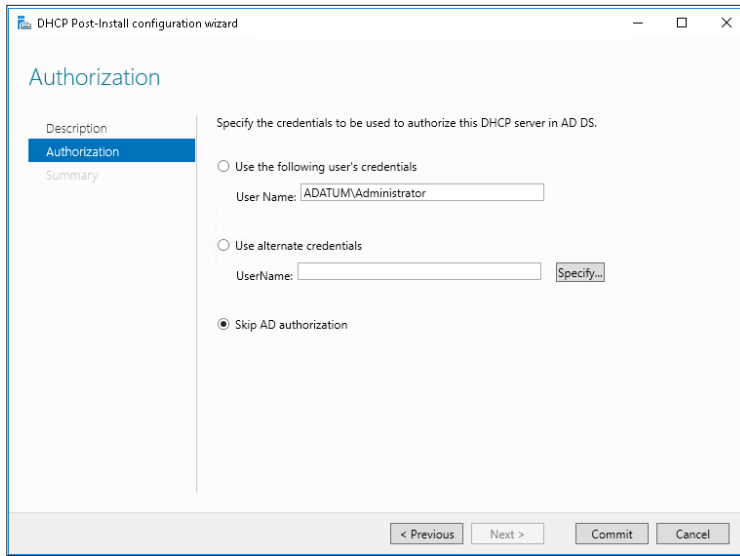 DHCP Post-Install configuration wizard
Authorization
Description
Authorization
Summary
Specify the credentials to be used to authorize this DHCP server in AD DS.
Use the following user's credentials
User Name: ADATUM\Administrator
Use alternate credentials
UserName:
Specify...
Skip AD authorization
< Previous
Next >
Commit
Cancel